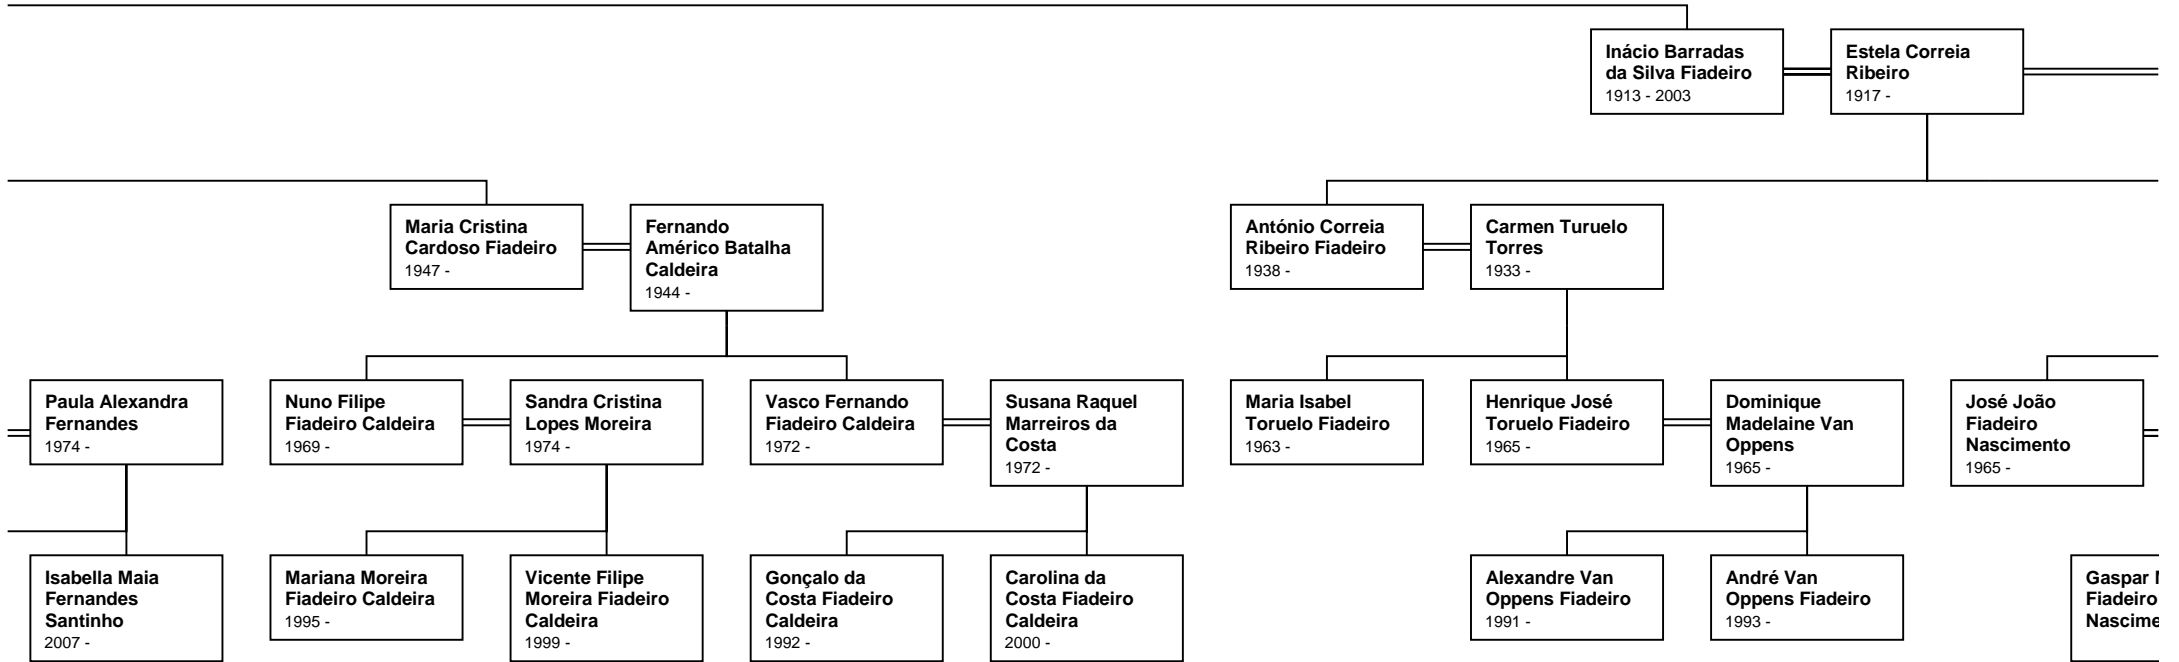 Inácio Barradas
da Silva Fiadeiro
1913 - 2003
Estela Correia
Ribeiro
1917 -
Maria Cristina
Cardoso Fiadeiro
1947 -
Fernando
Américo Batalha
Caldeira
1944 -
António Correia
Ribeiro Fiadeiro
1938 -
Carmen Turuelo
Torres
1933 -
Paula Alexandra
Fernandes
1974 -
Nuno Filipe
Fiadeiro Caldeira
1969 -
Sandra Cristina
Lopes Moreira
1974 -
Vasco Fernando
Fiadeiro Caldeira
1972 -
Susana Raquel
Marreiros da
Costa
1972 -
Maria Isabel
Toruelo Fiadeiro
1963 -
Henrique José
Toruelo Fiadeiro
1965 -
Dominique
Madelaine Van
Oppens
1965 -
José João
Fiadeiro
Nascimento
1965 -
Isabella Maia
Fernandes
Santinho
2007 -
Mariana Moreira
Fiadeiro Caldeira
1995 -
Vicente Filipe
Moreira Fiadeiro
Caldeira
1999 -
Gonçalo da
Costa Fiadeiro
Caldeira
1992 -
Carolina da
Costa Fiadeiro
Caldeira
2000 -
Alexandre Van
Oppens Fiadeiro
1991 -
André Van
Oppens Fiadeiro
1993 -
Gaspar
Fiadeiro